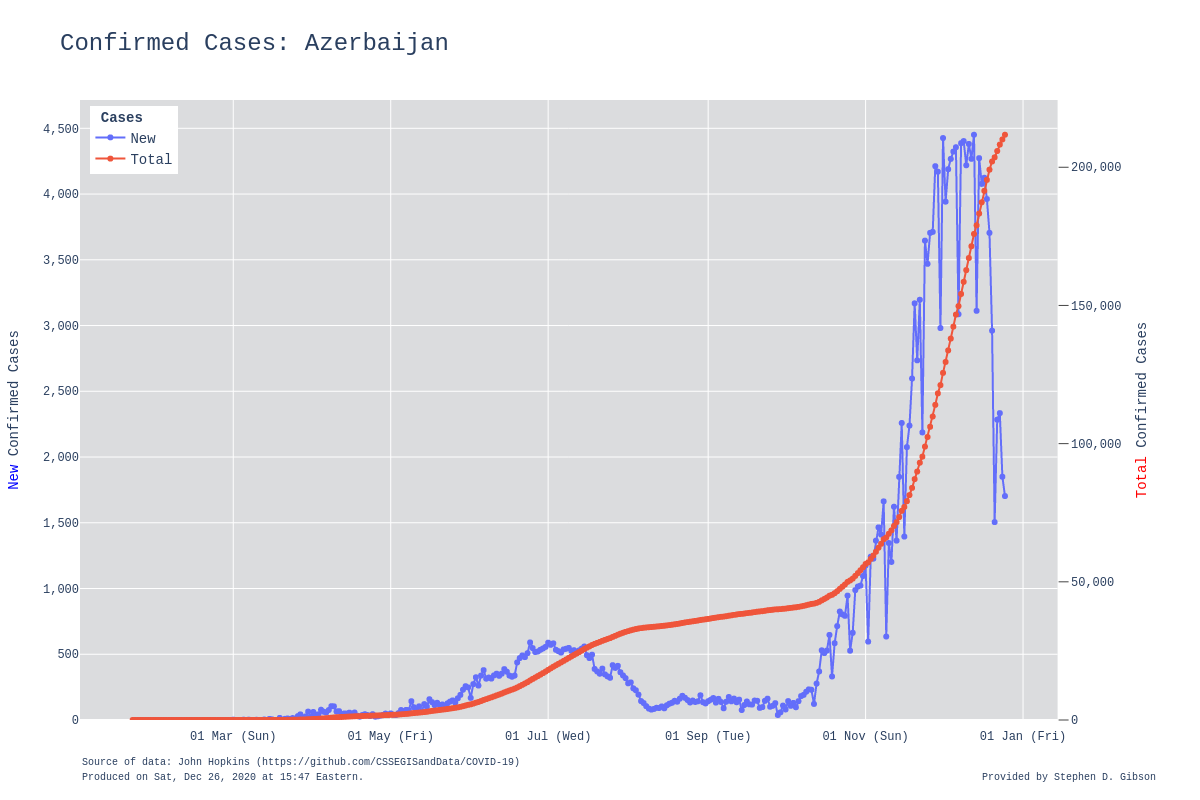 Confirmed Cases: Azerbaijan
Cases
New
Total
4,500
4,000
3,500
3,000
2,500
2,000
1,500
1,000
500
0
New Confirmed Cases
200,000
150,000
100,000
50,000
0
Total Confirmed Cases
01 Mar (Sun)
01 May (Fri)
01 Jul (Wed)
01 Sep (Tue)
01 Nov (Sun)
01 Jan (Fri)
Source of data: John Hopkins (https://github.com/CSSEGISandData/COVID-19)
Produced on Sat, Dec 26, 2020 at 15:47 Eastern.
Provided by Stephen D. Gibson